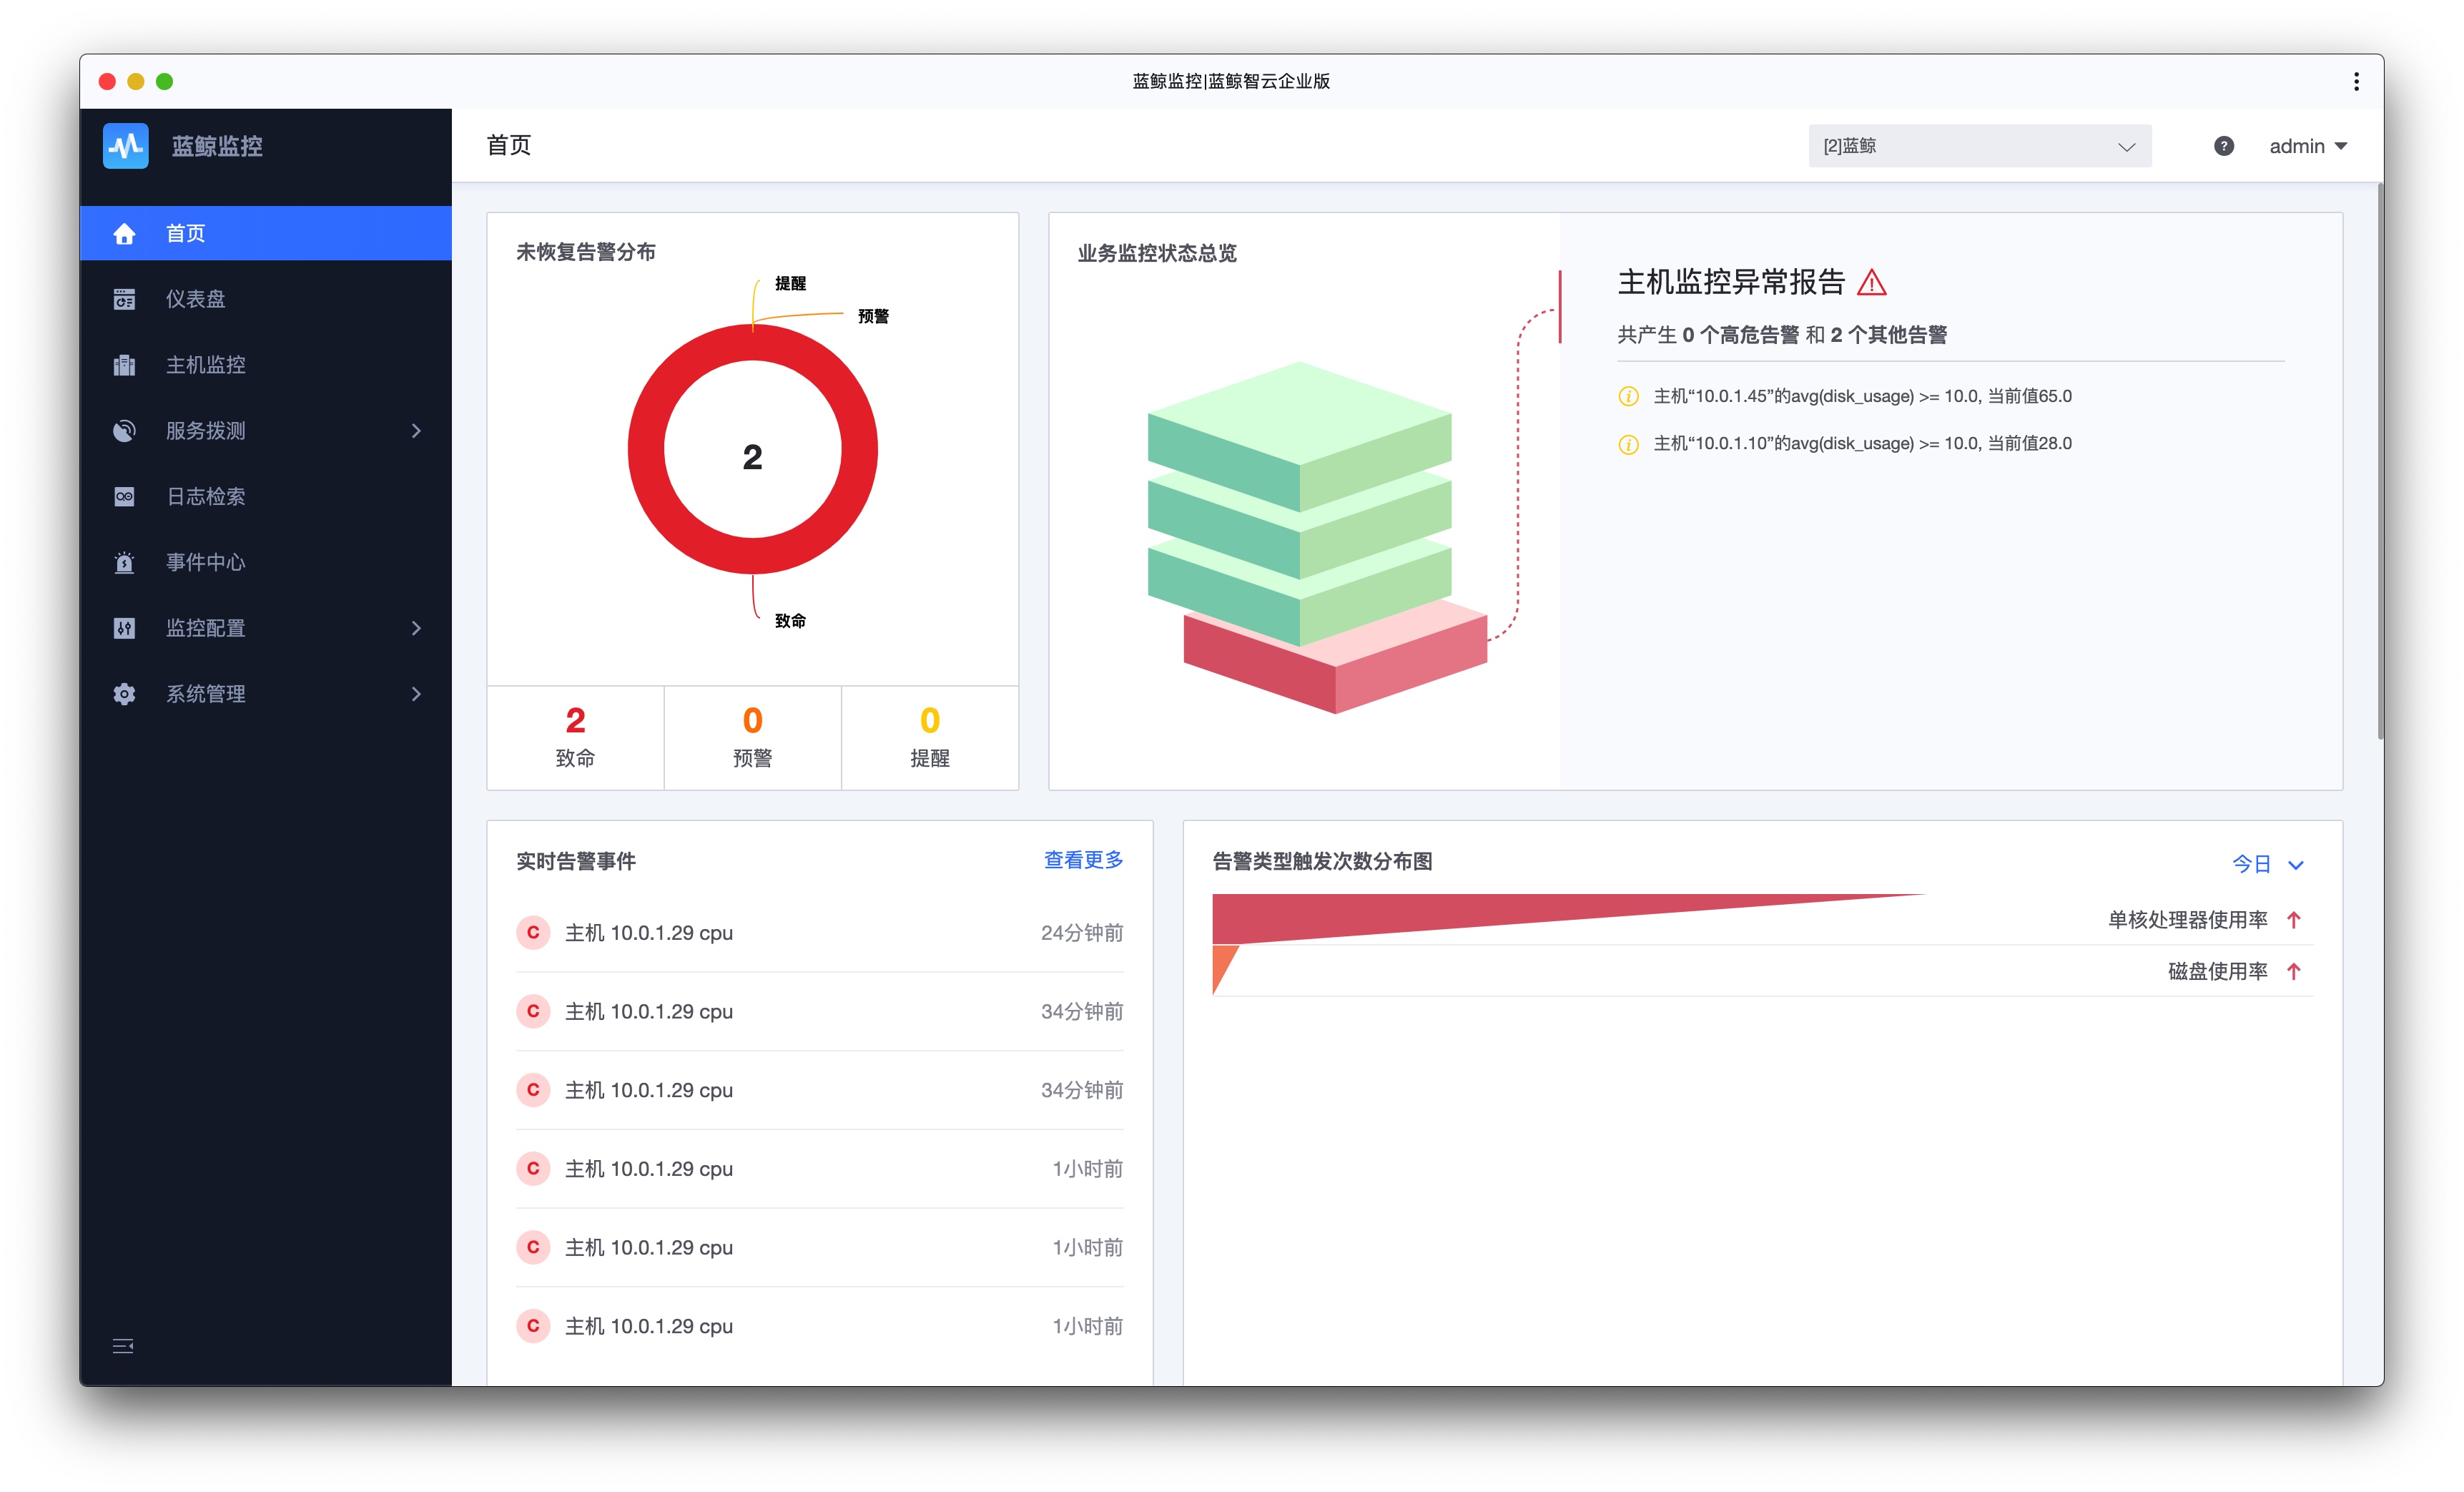 蓝鲸监控|蓝鲸智云企业版
蓝鲸监控
首页
[2]蓝鲸
?
admin
首页
仪表盘
主机监控
服务拨测
日志检索
事件中心
监控配置
系统管理
未恢复告警分布
提醒
预警
2
致命
2
致命
0
预警
0
提醒
业务监控状态总览
主机监控异常报告
共产生 0 个高危告警 和 2 个其他告警
主机“10.0.1.45”的avg(disk_usage) >= 10.0, 当前值65.0
主机“10.0.1.10”的avg(disk_usage) >= 10.0, 当前值28.0
实时告警事件 查看更多
C 主机 10.0.1.29 cpu 24分钟前
C 主机 10.0.1.29 cpu 34分钟前
C 主机 10.0.1.29 cpu 34分钟前
C 主机 10.0.1.29 cpu 1小时前
C 主机 10.0.1.29 cpu 1小时前
C 主机 10.0.1.29 cpu 1小时前
告警类型触发次数分布图 今日
单核处理器使用率
磁盘使用率